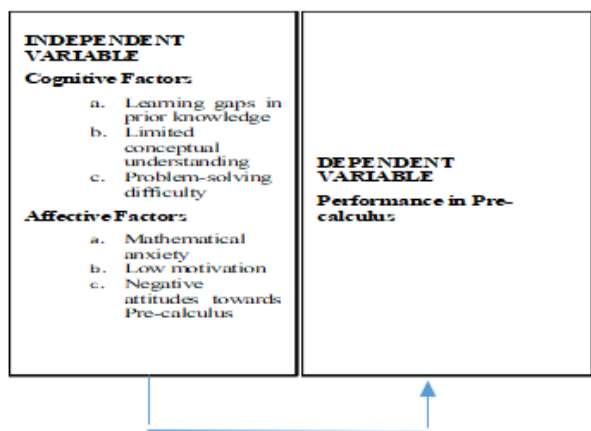 INDEPENDENT
VARIABLE
Cognitive Factors
a. Learning gaps in
prior knowledge
b. Limited
conceptual
understanding
c. Problem-solving
difficulty
Affective Factors
a. Mathematical
anxiety
b. Low motivation
c. Negative
attitudes towards
Pre-calculus
DEPENDENT
VARIABLE
Performance in Pre-
calculus